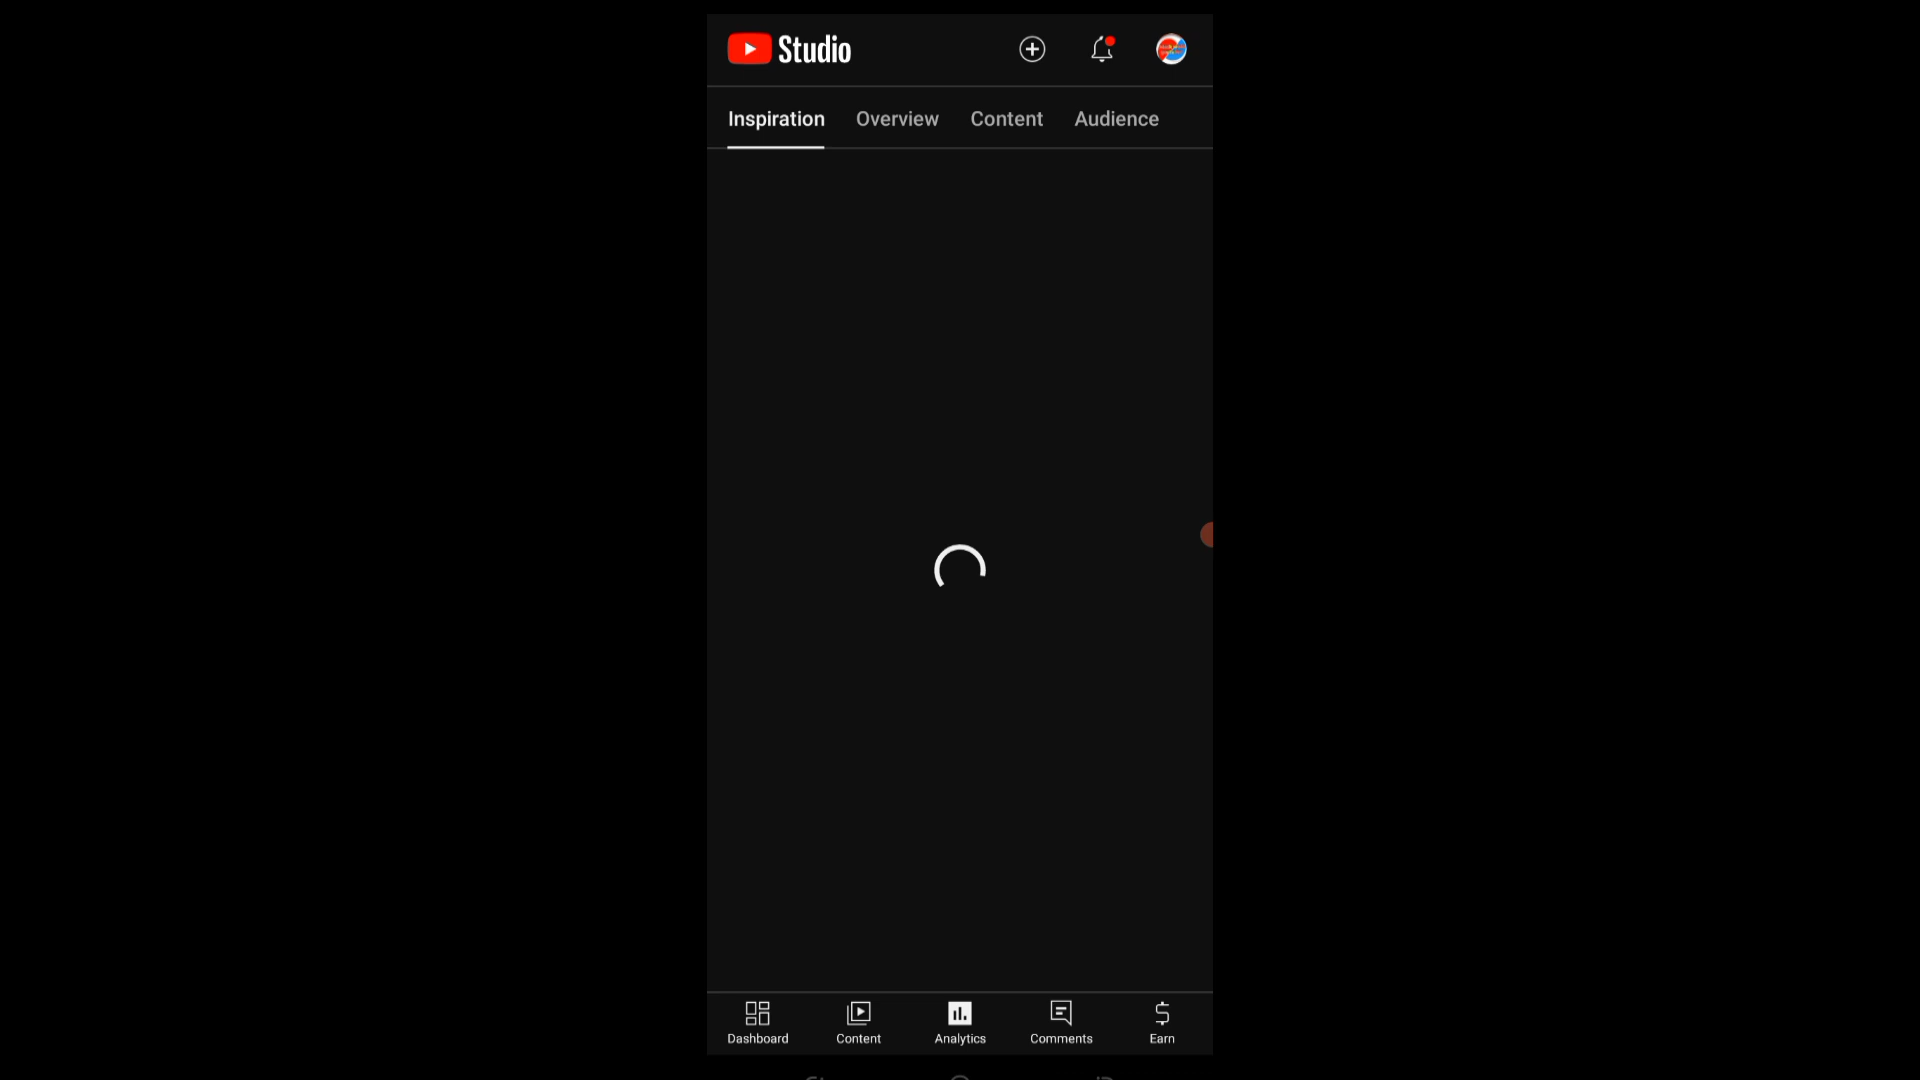 Studio
Inspiration Overview Content Audience
Dashboard Content Analytics Comments Earn